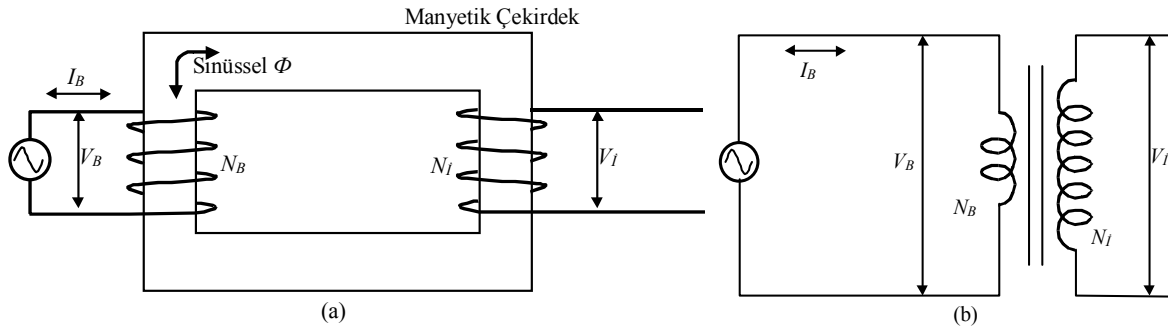 Manyetik Çekirdek
Sinüssel Φ
I_B
V_B
N_B
N_İ
V_İ
(a)
I_B
V_B
N_B
N_İ
V_İ
(b)